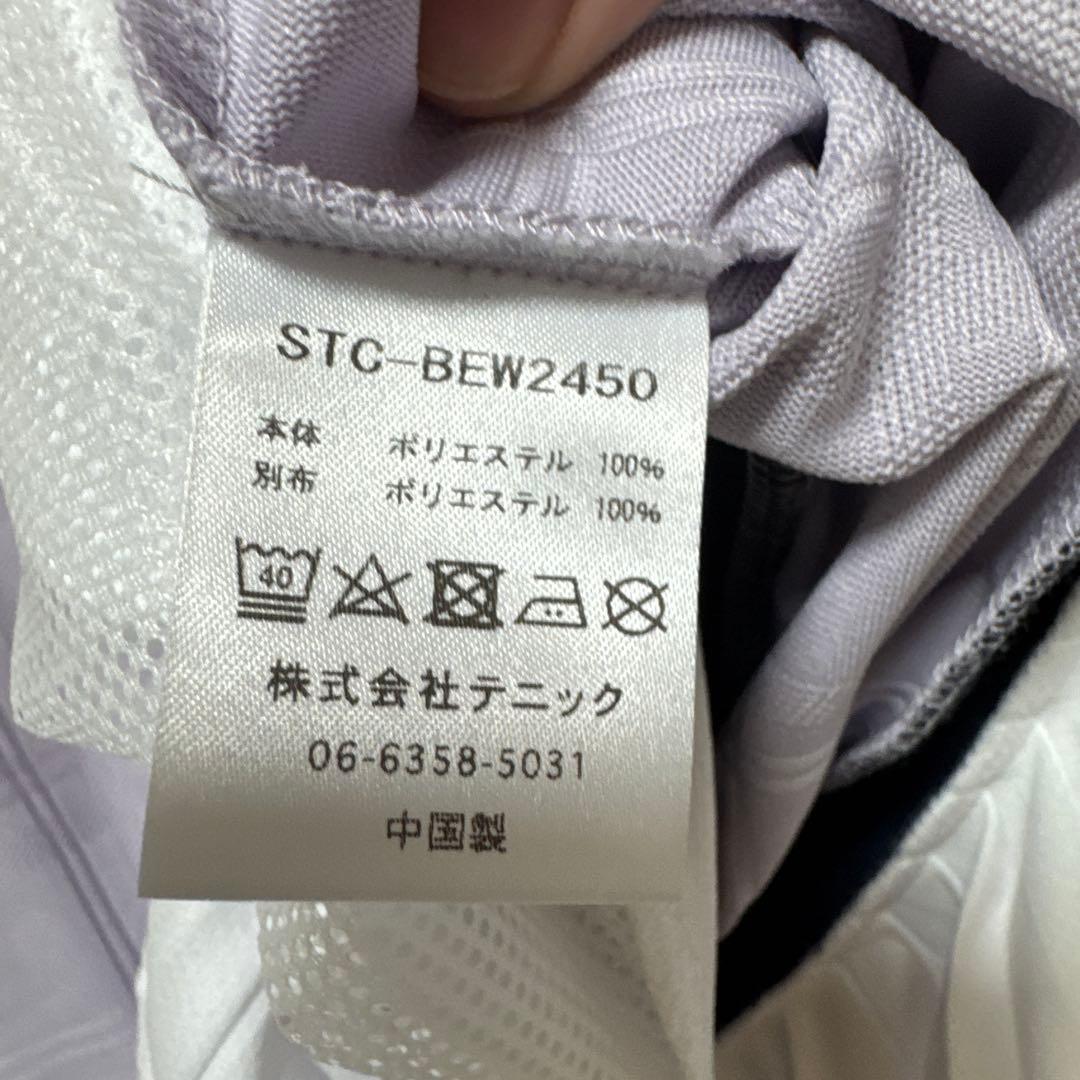 STC-BEW2450
本体 ポリエステル 100%
別布 ポリエステル 100%
40
株式会社テニック
06-6358-5031
中国製